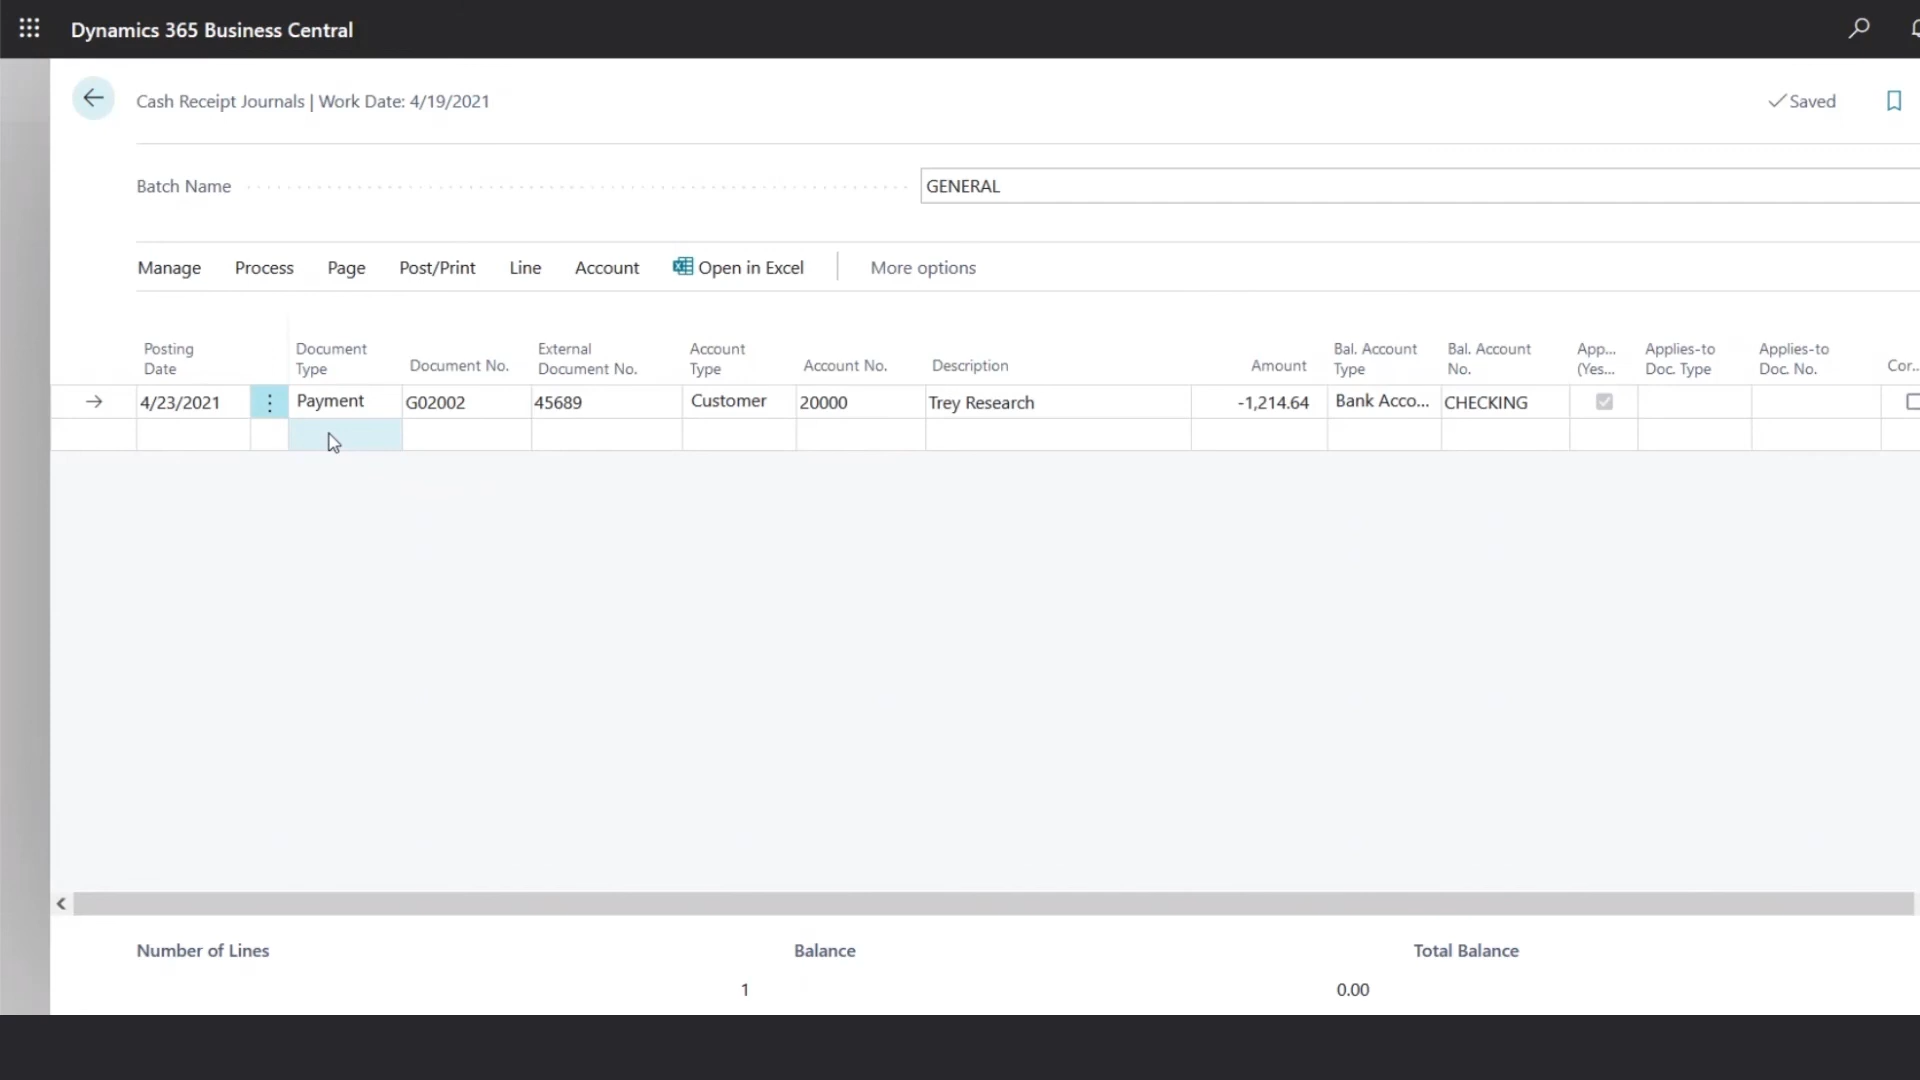 Dynamics 365 Business Central
Cash Receipt Journals | Work Date: 4/19/2021
Saved
Batch Name
GENERAL
Manage Process Page Post/Print Line Account Open in Excel More options
Posting Date Document Type Document No. External Document No. Account Type Account No. Description Amount Bal. Account Type Bal. Account No. App... (Yes... Applies-to Doc. Type Applies-to Doc. No. Cor...
4/23/2021 Payment G02002 45689 Customer 20000 Trey Research -1,214.64 Bank Acco... CHECKING
Number of Lines Balance Total Balance
1 0.00